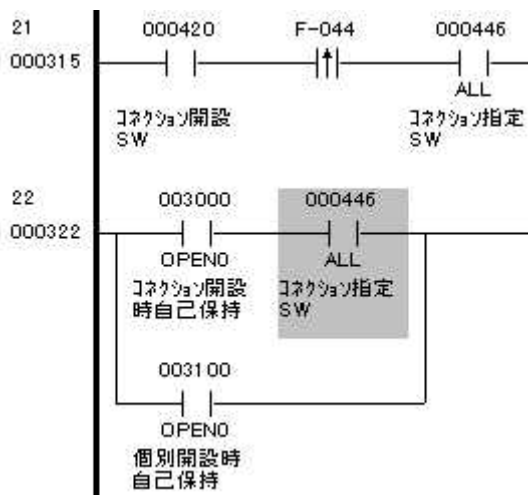 21 000420 F-044 000446
000315
ALL
コネクション開設 コネクション指定
SW SW
22 003000 000446
000322
OPEN0 ALL
コネクション開設 コネクション指定
時自己保持 SW
003100
OPEN0
個別開設時
自己保持